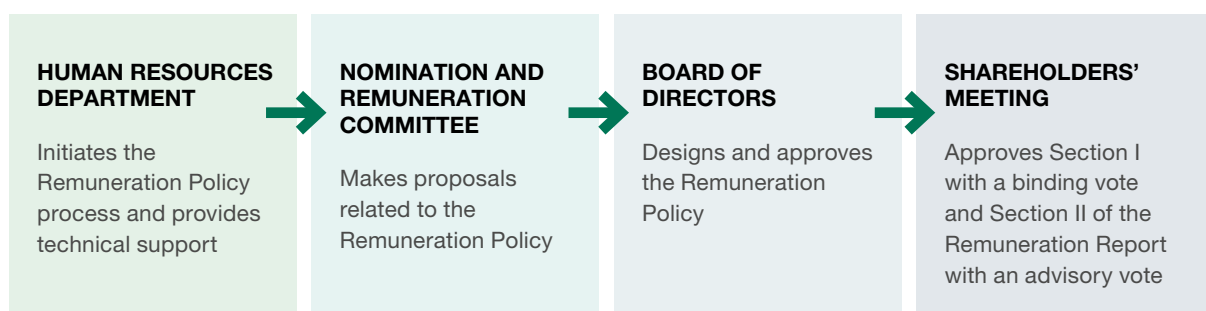 HUMAN RESOURCES
DEPARTMENT
Initiates the
Remuneration Policy
process and provides
technical support
NOMINATION AND
REMUNERATION
COMMITTEE
Makes proposals
related to the
Remuneration Policy
BOARD OF
DIRECTORS
Designs and approves
the Remuneration
Policy
SHAREHOLDERS’
MEETING
Approves Section I
with a binding vote
and Section II of the
Remuneration Report
with an advisory vote